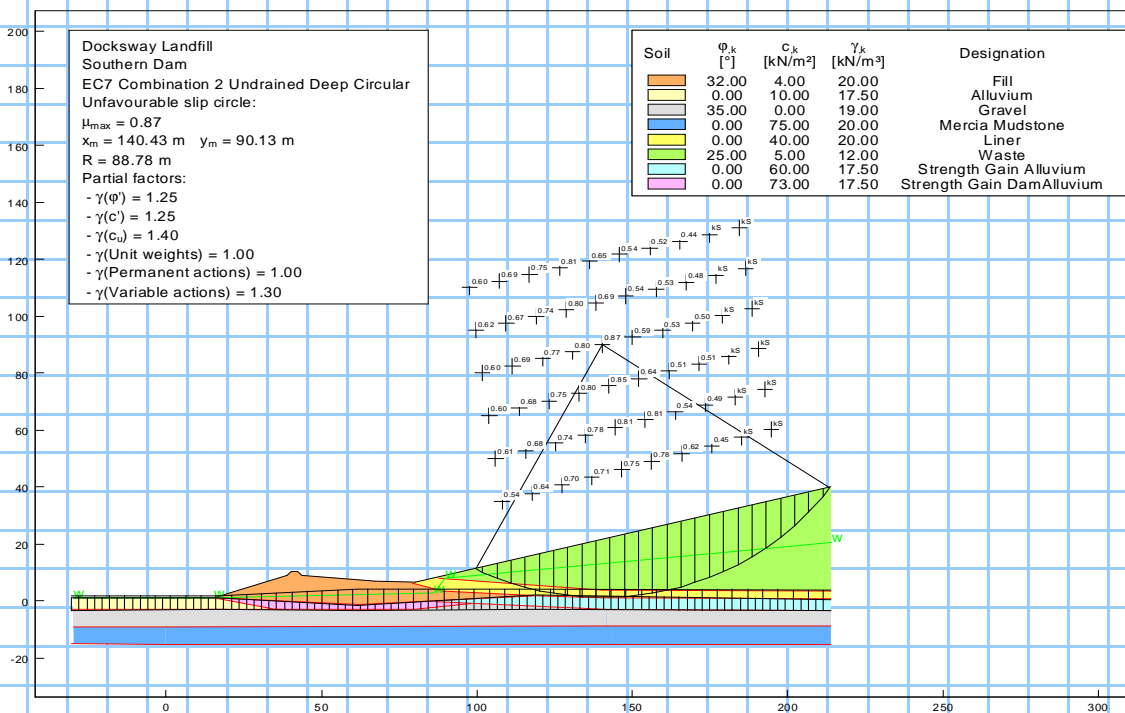 Docksway Landfill
Southern Dam
EC7 Combination 2 Undrained Deep Circular
Unfavourable slip circle:
μmax = 0.87
xm = 140.43 m ym = 90.13 m
R = 88.78 m
Partial factors:
- γ(φ') = 1.25
- γ(c') = 1.25
- γ(cu) = 1.40
- γ(Unit weights) = 1.00
- γ(Permanent actions) = 1.00
- γ(Variable actions) = 1.30
Soil φ,k [°] c,k [kN/m²] γ,k [kN/m³] Designation
32.00 4.00 20.00 Fill
0.00 10.00 17.50 Alluvium
35.00 0.00 19.00 Gravel
0.00 75.00 20.00 Mercia Mudstone
0.00 40.00 20.00 Liner
25.00 5.00 12.00 Waste
0.00 60.00 17.50 Strength Gain Alluvium
0.00 73.00 17.50 Strength Gain DamAlluvium
200
180
160
140
120
100
80
60
40
20
0
-20
0.60 0.69 0.75 0.81 0.65 0.54 0.52 0.44 kS kS
0.62 0.67 0.74 0.80 0.69 0.54 0.53 0.48 kS kS
0.60 0.69 0.77 0.80 0.87 0.59 0.53 0.50 kS kS
0.60 0.68 0.75 0.80 0.85 0.64 0.51 0.51 kS kS
0.61 0.68 0.74 0.78 0.81 0.81 0.54 0.49 kS kS
0.54 0.64 0.70 0.71 0.75 0.78 0.62 0.45 kS kS
w
w
w
w
w
0 50 100 150 200 250 300